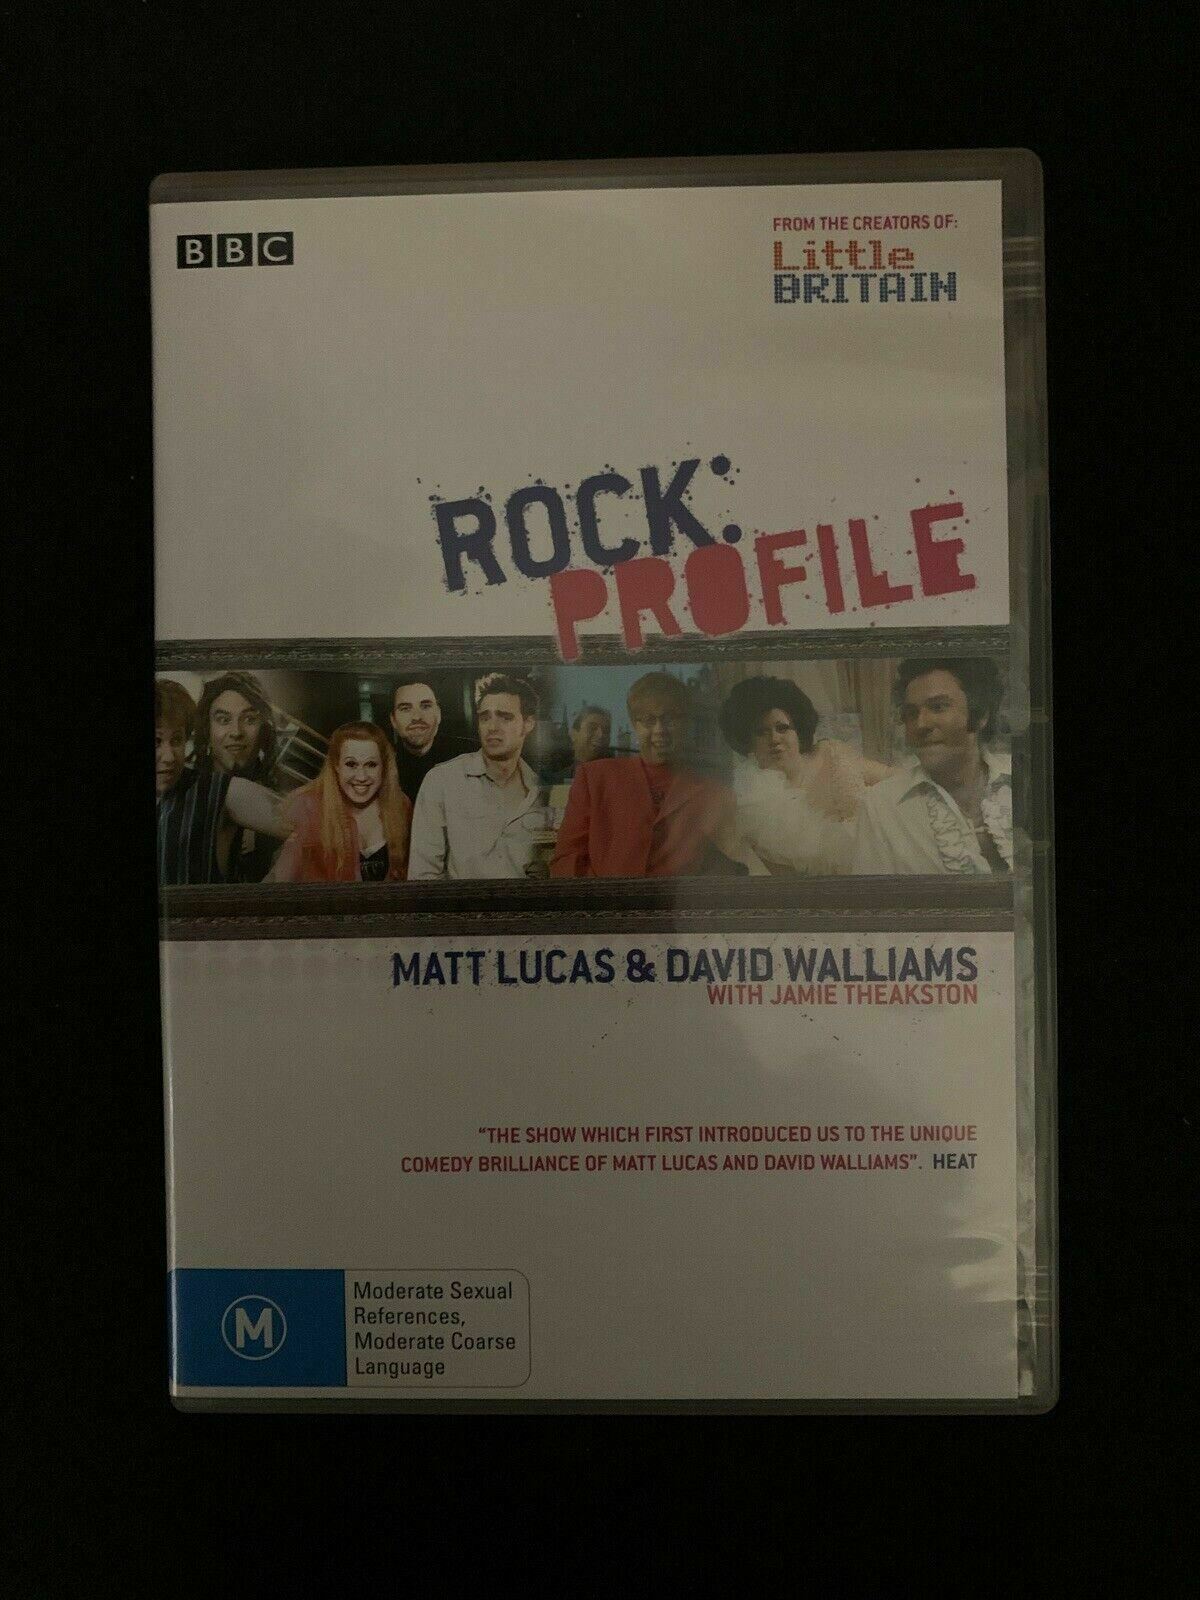 BBC
FROM THE CREATORS OF:
Little
BRITAIN
ROCK:
PROFILE
MATT LUCAS & DAVID WALLIAMS
WITH JAMIE THEAKSTON
“THE SHOW WHICH FIRST INTRODUCED US TO THE UNIQUE
COMEDY BRILLIANCE OF MATT LUCAS AND DAVID WALLIAMS”. HEAT
M
Moderate Sexual
References,
Moderate Coarse
Language